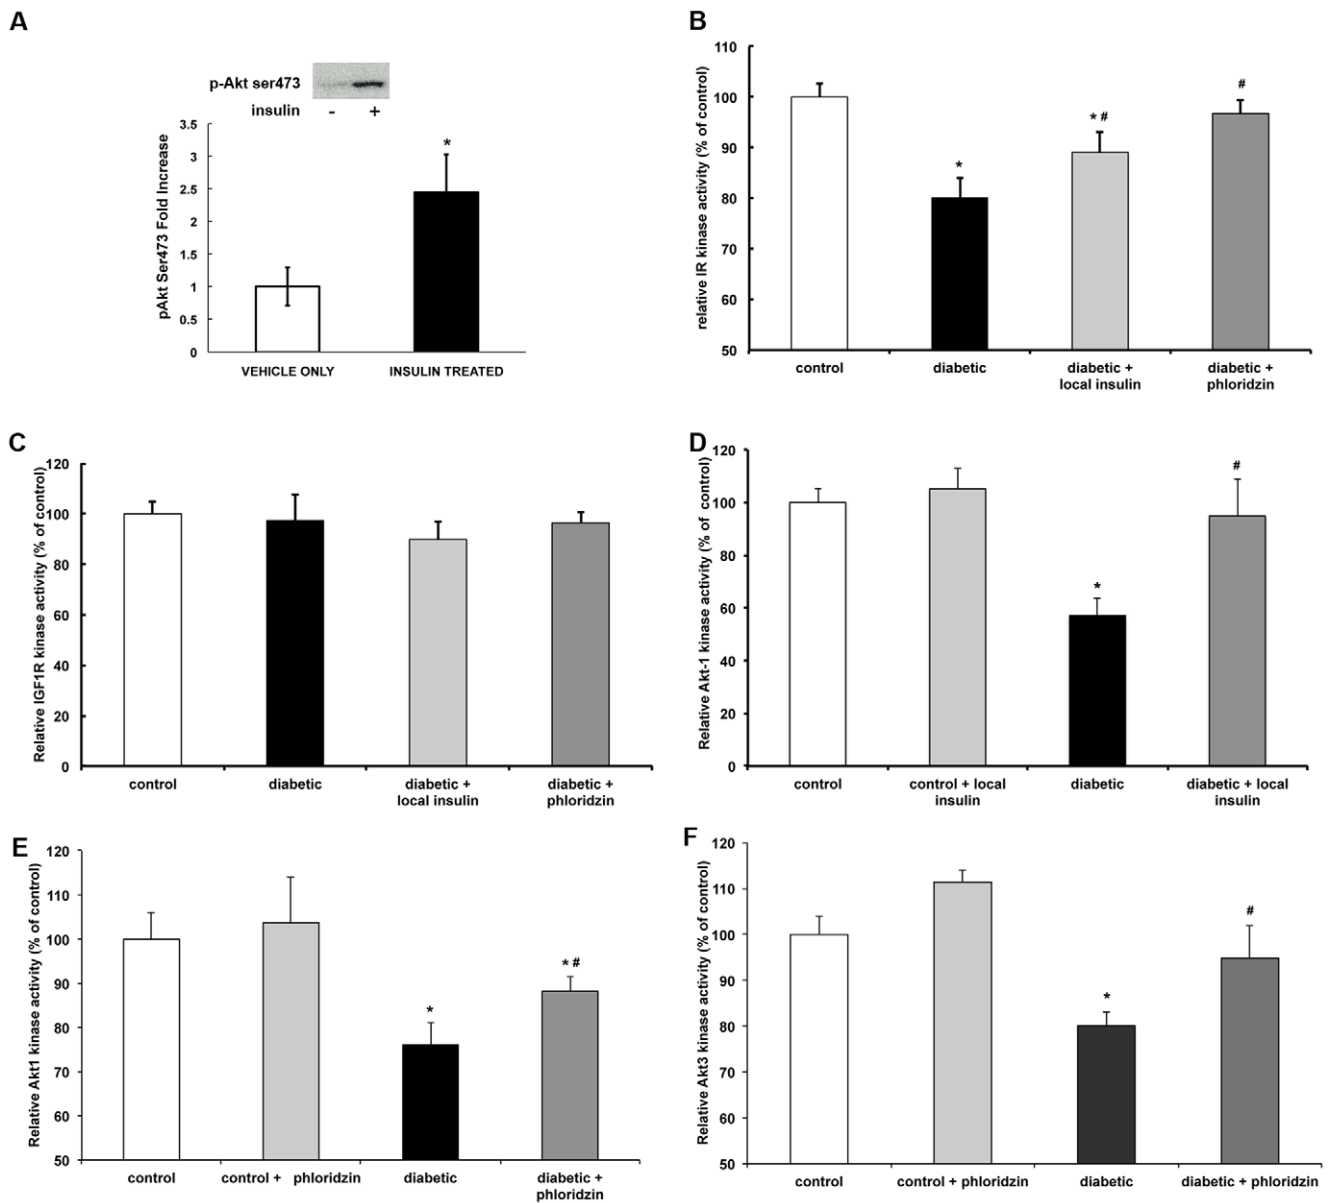 A
p-Akt ser473
insulin - +
pAkt Ser473 Fold Increase
3.5
3
2.5
2
1.5
1
0.5
0
*
VEHICLE ONLY INSULIN TREATED
B
relative IR kinase activity (% of control)
110
100
90
80
70
60
50
* * # #
control diabetic diabetic + diabetic +
local insulin phloridzin
C
Relative IGF1R kinase activity (% of control)
120
100
80
60
40
20
0
control diabetic diabetic + diabetic +
local insulin phloridzin
D
Relative Akt-1 kinase activity (% of control)
120
100
80
60
40
20
0
* #
control control + local diabetic diabetic + local
insulin insulin
E
Relative Akt1 kinase activity (% of control)
120
110
100
90
80
70
60
50
* * #
control control + phloridzin diabetic diabetic +
phloridzin
F
Relative Akt3 kinase activity (% of control)
120
110
100
90
80
70
60
50
* #
control control + phloridzin diabetic diabetic + phloridzin